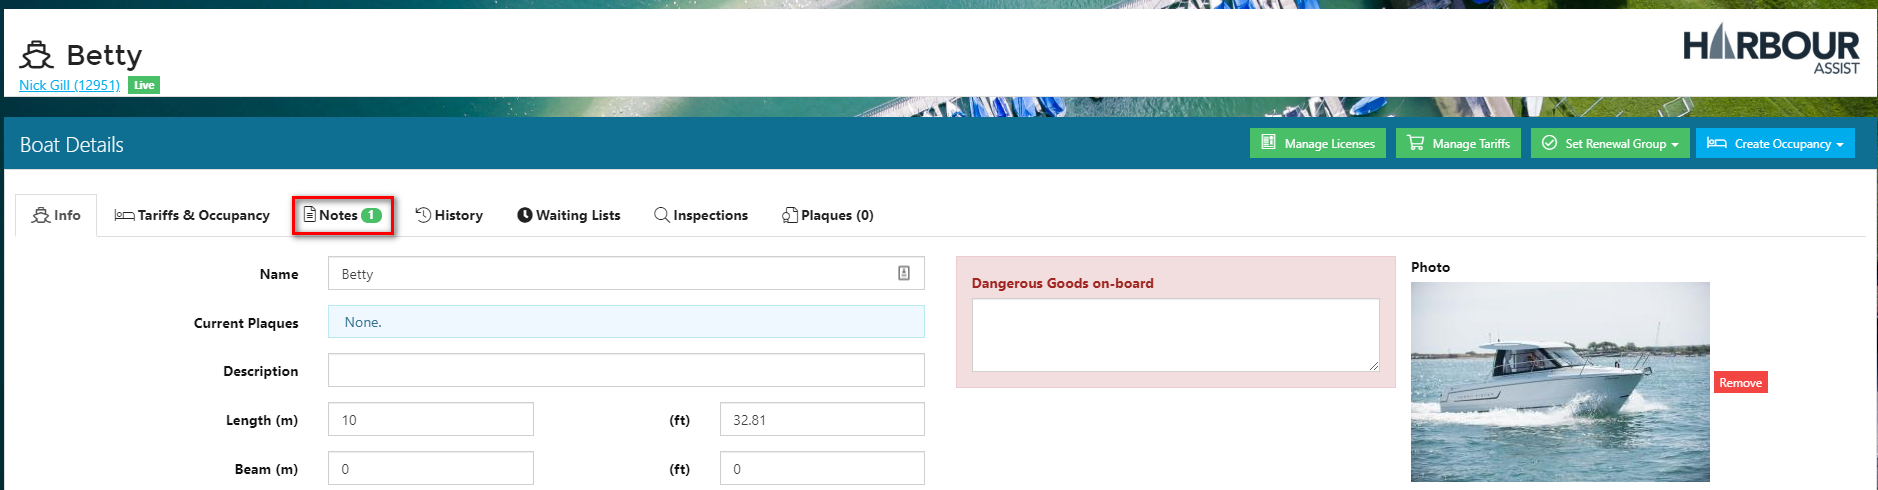 Betty
HARBOUR
ASSIST
Nick Gill (12951) Live
Boat Details
Manage Licenses
Manage Tariffs
Set Renewal Group
Create Occupancy
Info
Tariffs & Occupancy
Notes 1
History
Waiting Lists
Inspections
Plaques (0)
Name
Betty
Current Plaques
None.
Description
Length (m)
10
(ft)
32.81
Beam (m)
0
(ft)
0
Dangerous Goods on-board
Photo
Remove